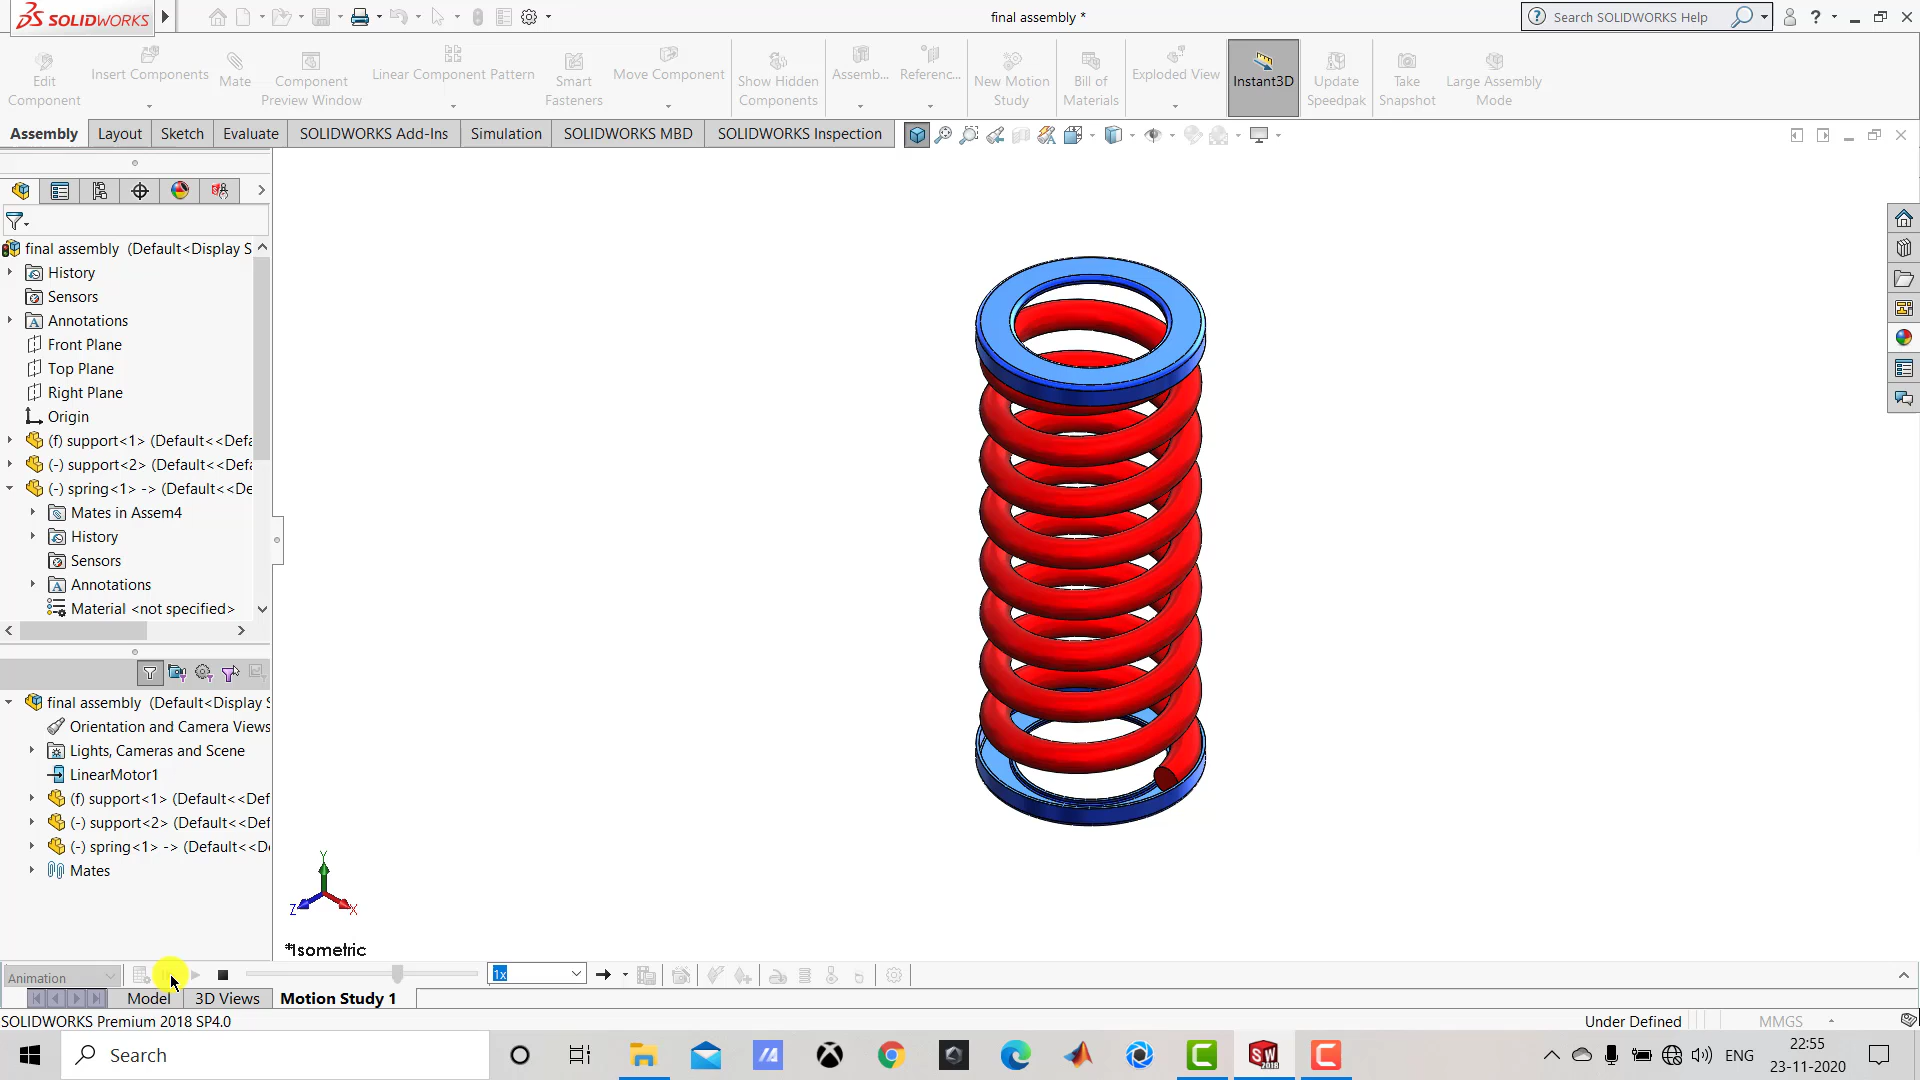 SOLIDWORKS
final assembly *
Search SOLIDWORKS Help
Edit Component
Insert Components
Mate
Component Preview Window
Linear Component Pattern
Smart Fasteners
Move Component
Show Hidden Components
Assemb...
Referenc...
New Motion Study
Bill of Materials
Exploded View
Instant3D
Update Speedpak
Take Snapshot
Large Assembly Mode
Assembly
Layout
Sketch
Evaluate
SOLIDWORKS Add-Ins
Simulation
SOLIDWORKS MBD
SOLIDWORKS Inspection
final assembly (Default<Display S
History
Sensors
Annotations
Front Plane
Top Plane
Right Plane
Origin
(f) support<1> (Default<<Defa
(-) support<2> (Default<<Defa
(-) spring<1> -> (Default<<De
Mates in Assem4
History
Sensors
Annotations
Material <not specified>
final assembly (Default<Display S
Orientation and Camera Views
Lights, Cameras and Scene
LinearMotor1
(f) support<1> (Default<<Def
(-) support<2> (Default<<Def
(-) spring<1> -> (Default<<De
Mates
Y
Z
X
*Isometric
Animation
1x
Model
3D Views
Motion Study 1
SOLIDWORKS Premium 2018 SP4.0
Under Defined
MMGS
Search
SW
2018
ENG
22:55
23-11-2020